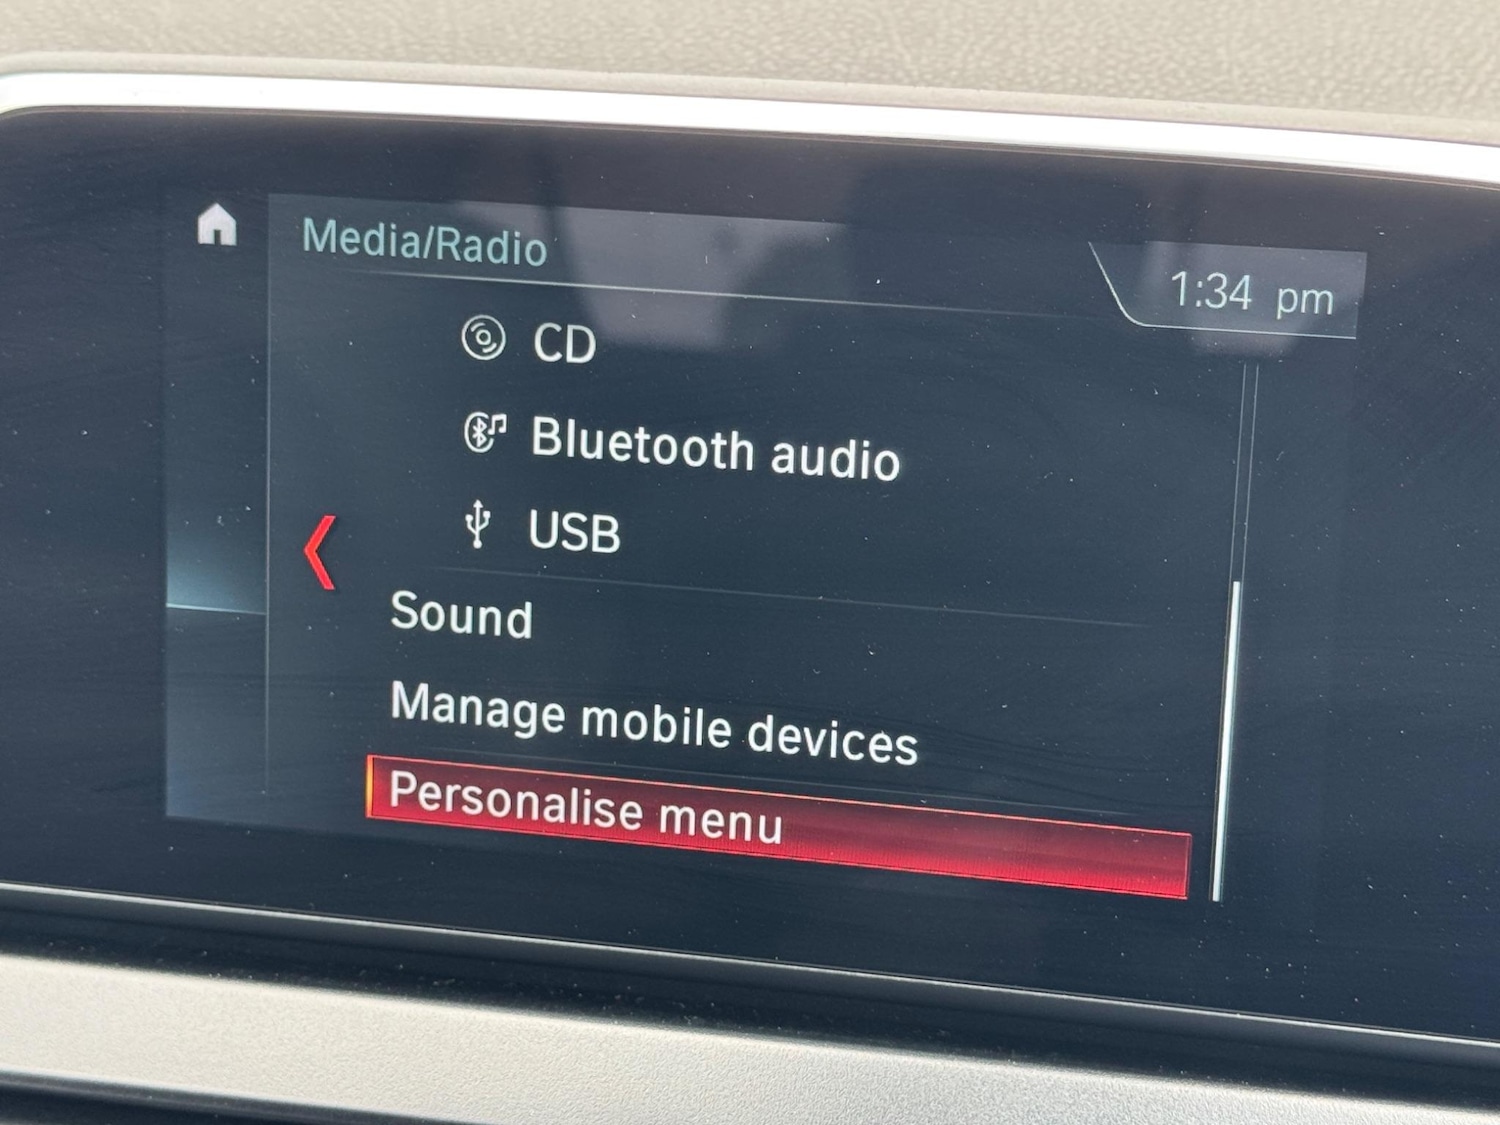 Media/Radio
1:34 pm
CD
Bluetooth audio
USB
Sound
Manage mobile devices
Personalise menu